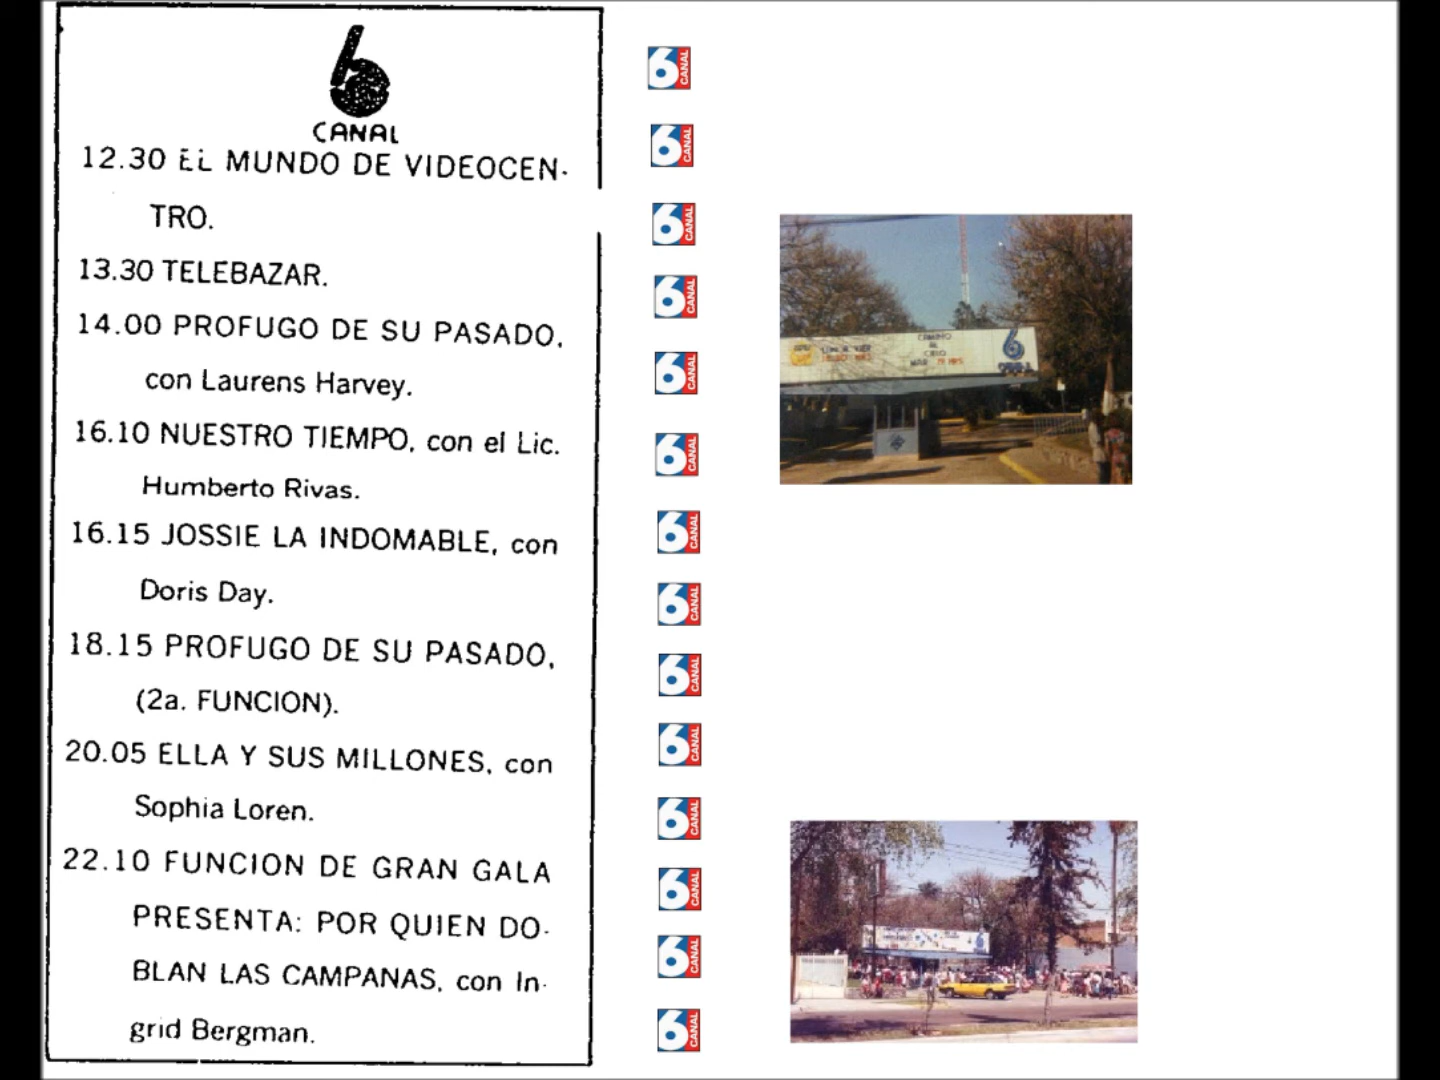 6
CANAL
12.30 EL MUNDO DE VIDEOCEN-
TRO.
13.30 TELEBAZAR.
14.00 PROFUGO DE SU PASADO,
con Laurens Harvey.
16.10 NUESTRO TIEMPO, con el Lic.
Humberto Rivas.
16.15 JOSSIE LA INDOMABLE, con
Doris Day.
18.15 PROFUGO DE SU PASADO,
(2a. FUNCION).
20.05 ELLA Y SUS MILLONES, con
Sophia Loren.
22.10 FUNCION DE GRAN GALA
PRESENTA: POR QUIEN DO-
BLAN LAS CAMPANAS, con In-
grid Bergman.
6 CANAL
6 CANAL
6 CANAL
6 CANAL
6 CANAL
6 CANAL
6 CANAL
6 CANAL
6 CANAL
6 CANAL
6 CANAL
6 CANAL
6 CANAL
6 CANAL
CAMINO
AL
CIELO
6